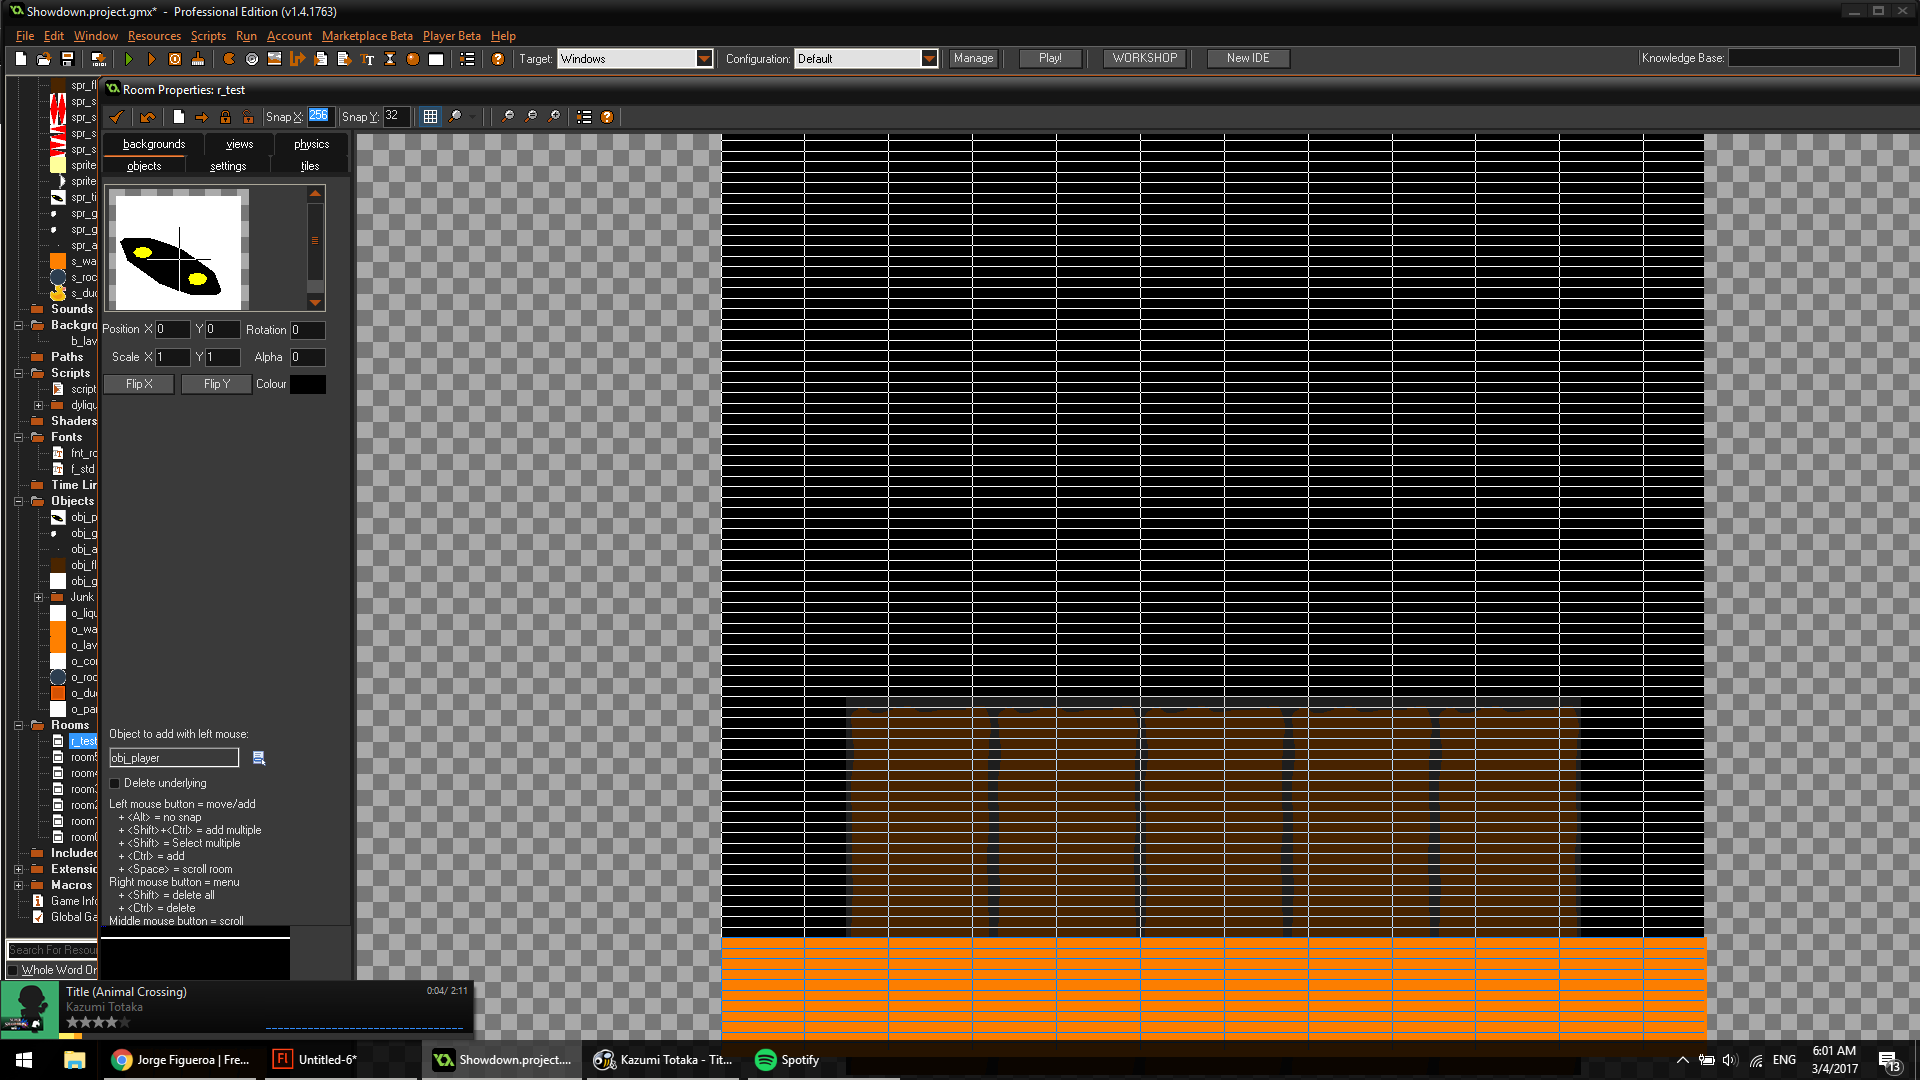 Showdown.project.gmx* - Professional Edition (v1.4.1763)
File Edit Window Resources Scripts Run Account Marketplace Beta Player Beta Help
Target: Windows Configuration: Default Manage Play! WORKSHOP New IDE Knowledge Base:
Room Properties: r_test
Snap X: 256 Snap Y: 32
backgrounds views physics
objects settings tiles
spr_fl
spr_s
spr_s
spr_s
spr_s
sprite
sprite
spr_ti
spr_g
spr_g
spr_a
s_wa
s_roc
s_duc
Sounds
Backgro
b_lav
Paths
Scripts
script
dyliqu
Shaders
Fonts
fnt_ro
f_std
Time Lin
Objects
obj_p
obj_g
obj_a
obj_fl
obj_g
Junk
o_liqu
o_wa
o_lav
o_cor
o_roc
o_duc
o_par
Rooms
r_test
room5
room4
room3
room2
room1
room0
Included
Extensio
Macros
Game Info
Global Ga
Search For Resour
Whole Word On
Position X 0 Y 0 Rotation 0
Scale X 1 Y 1 Alpha 0
Flip X Flip Y Colour
Object to add with left mouse:
obj_player
Delete underlying
Left mouse button = move/add
+ <Alt> = no snap
+ <Shift>+<Ctrl> = add multiple
+ <Shift> = Select multiple
+ <Ctrl> = add
+ <Space> = scroll room
Right mouse button = menu
+ <Shift> = delete all
+ <Ctrl> = delete
Middle mouse button = scroll
Title (Animal Crossing) 0:04/ 2:11
Kazumi Totaka
Jorge Figueroa | Fre... Untitled-6* Showdown.project.... Kazumi Totaka - Tit... Spotify
ENG 6:01 AM
3/4/2017
13